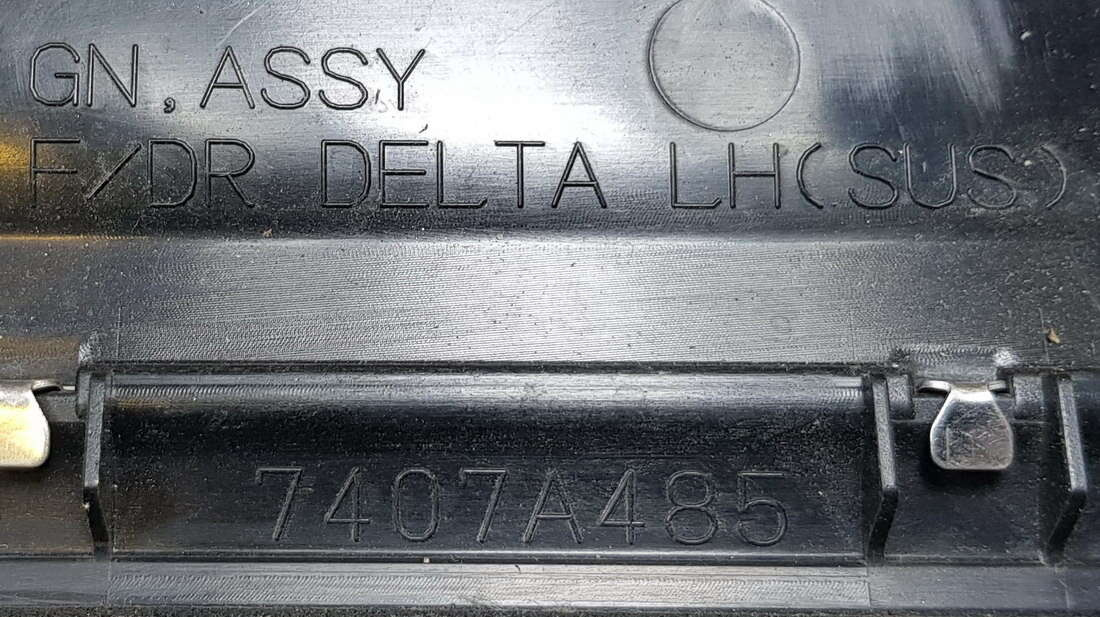 GN, ASSY
F/DR DELTA LH(SUS)
7407A485